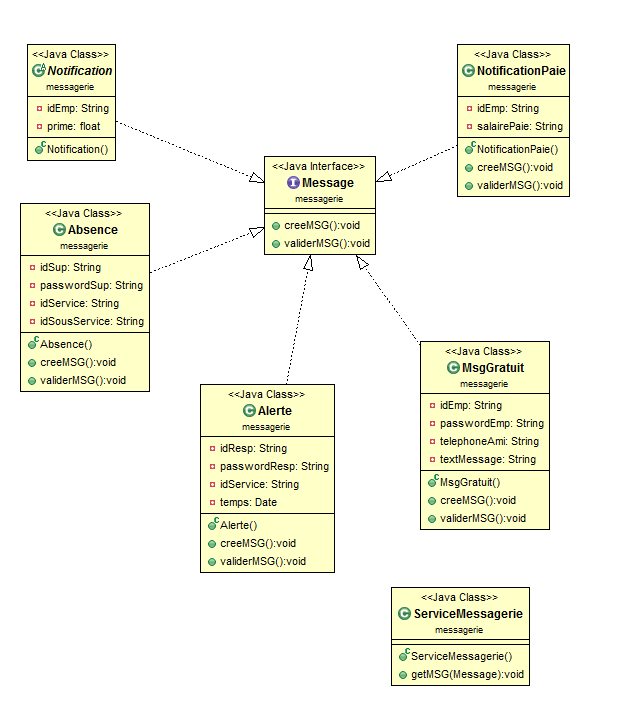 <<Java Class>>
Notification
messagerie
idEmp: String
prime: float
Notification()
<<Java Class>>
NotificationPaie
messagerie
idEmp: String
salairePaie: String
NotificationPaie()
creeMSG():void
validerMSG():void
<<Java Interface>>
Message
messagerie
creeMSG():void
validerMSG():void
<<Java Class>>
Absence
messagerie
idSup: String
passwordSup: String
idService: String
idSousService: String
Absence()
creeMSG():void
validerMSG():void
<<Java Class>>
MsgGratuit
messagerie
idEmp: String
passwordEmp: String
telephoneAmi: String
textMessage: String
MsgGratuit()
creeMSG():void
validerMSG():void
<<Java Class>>
Alerte
messagerie
idResp: String
passwordResp: String
idService: String
temps: Date
Alerte()
creeMSG():void
validerMSG():void
<<Java Class>>
ServiceMessagerie
messagerie
ServiceMessagerie()
getMSG(Message):void